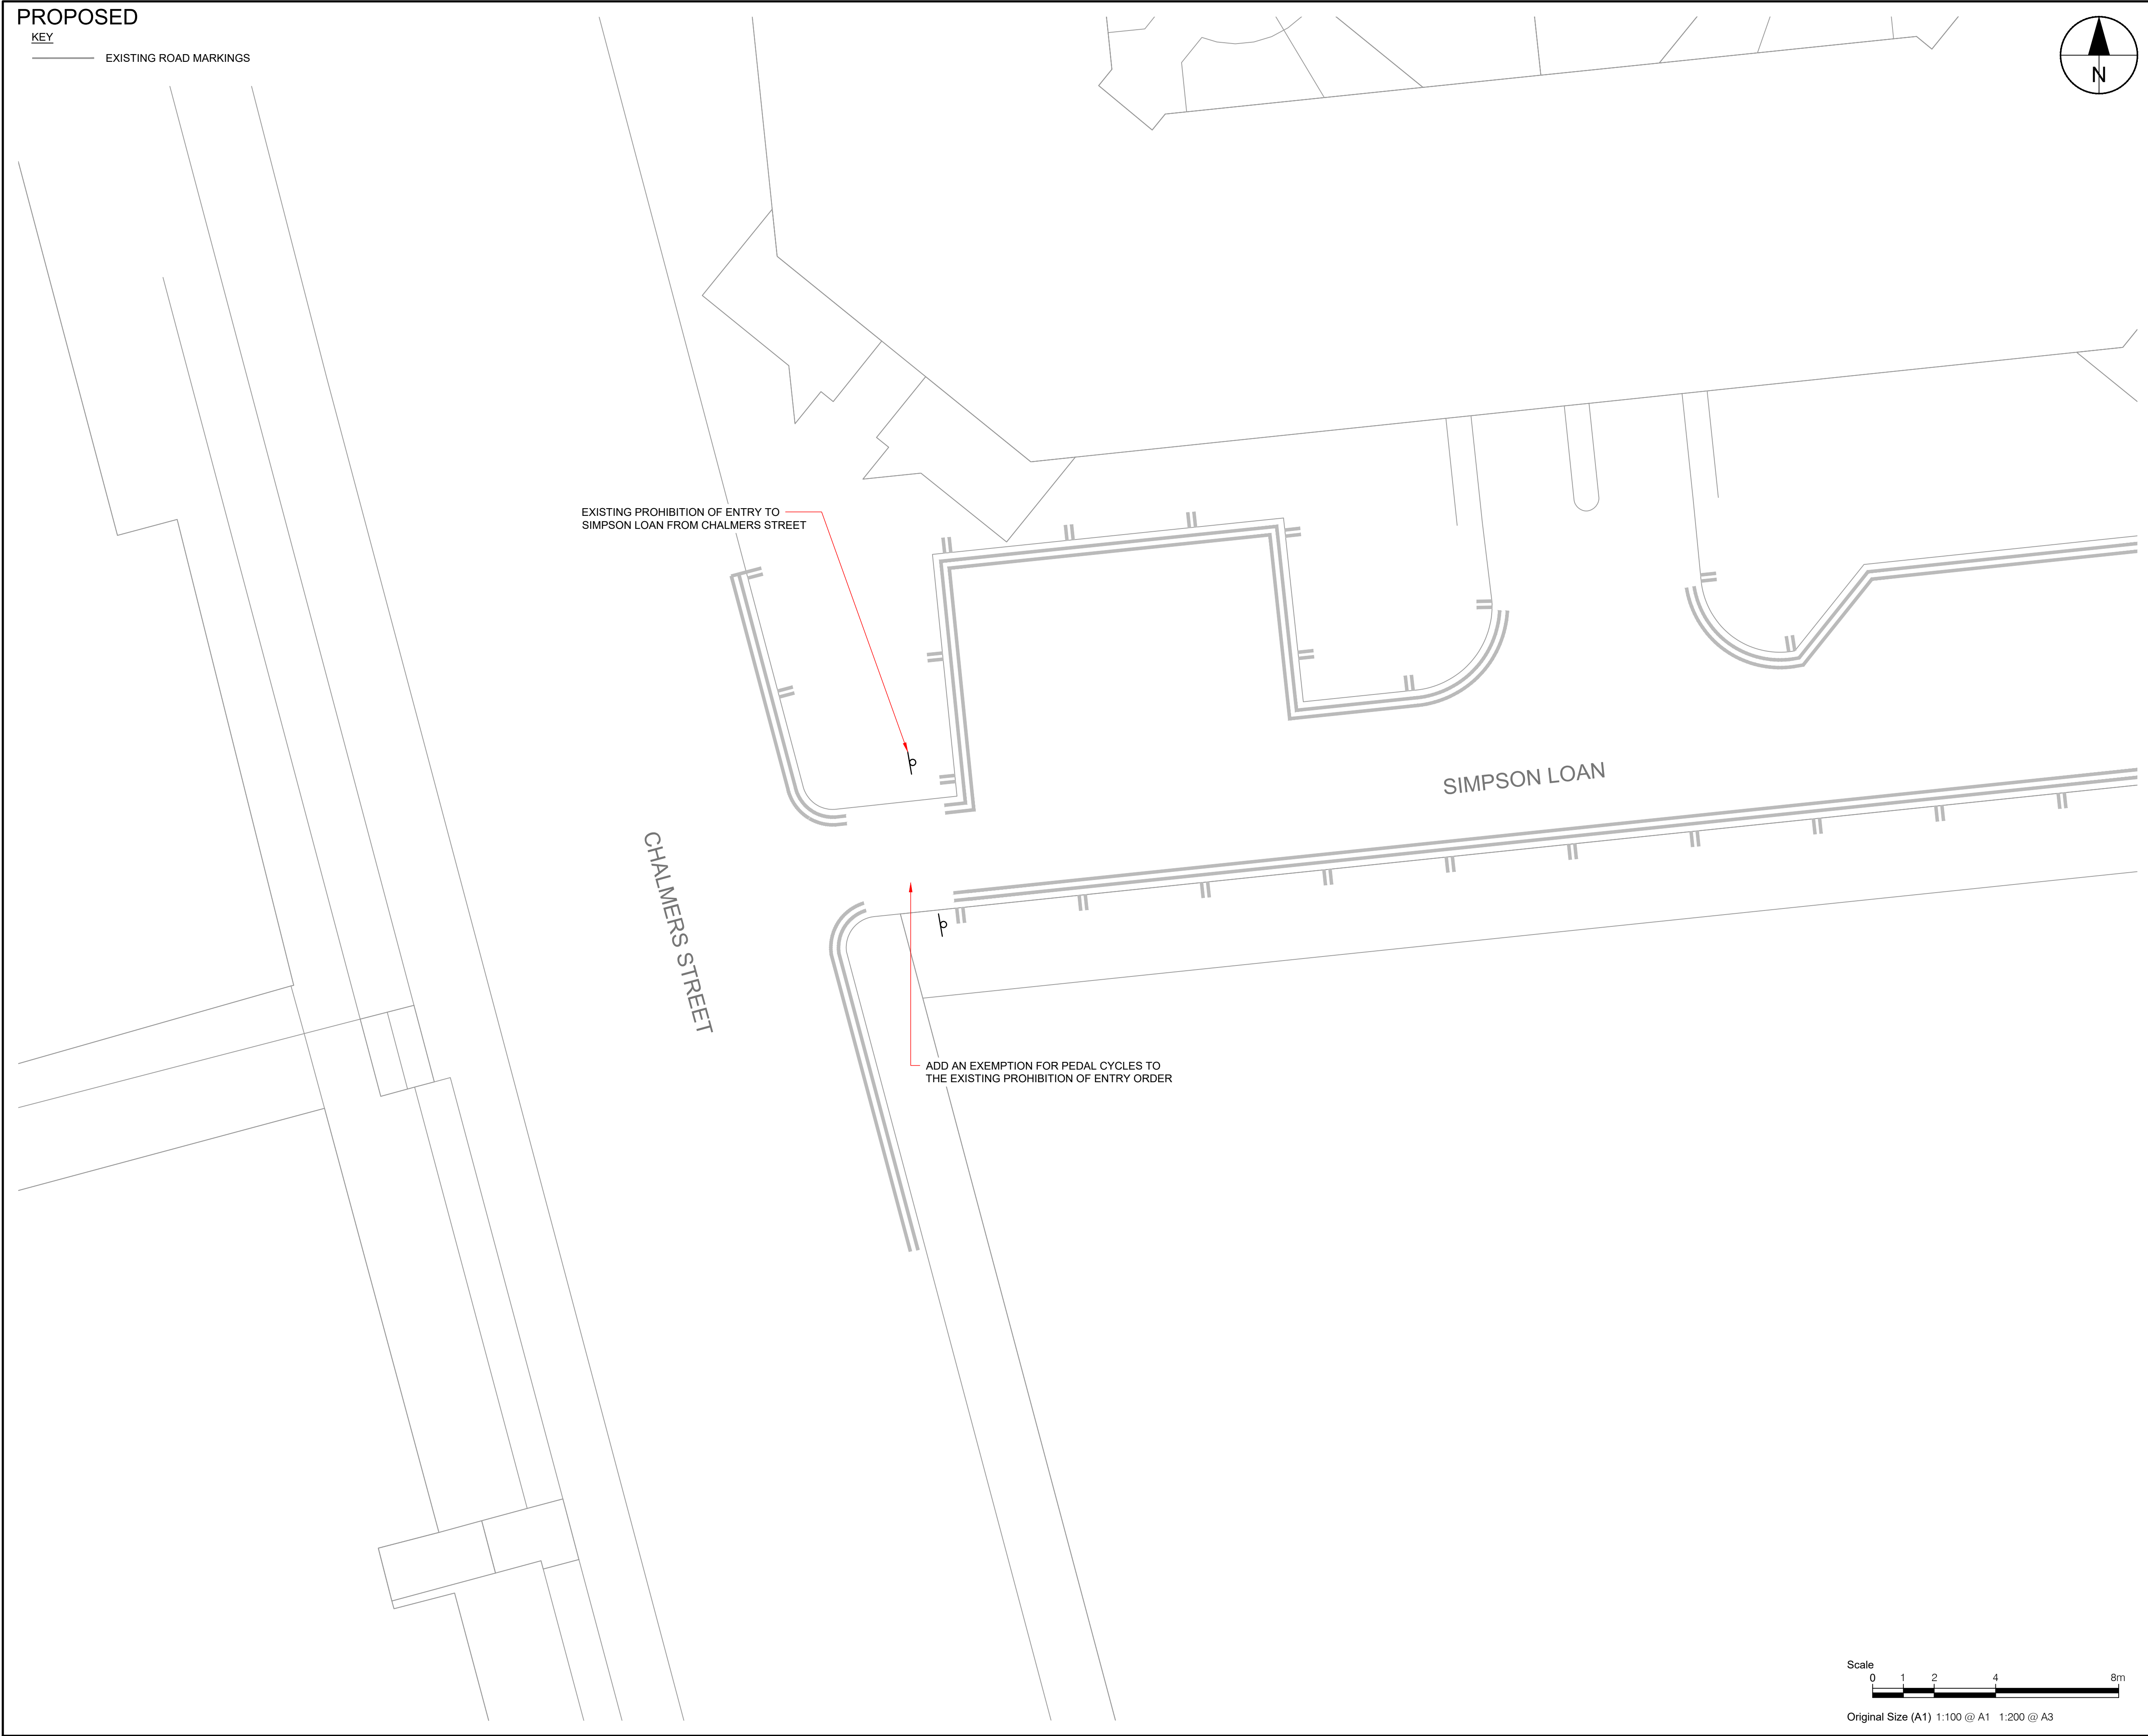 PROPOSED
KEY
EXISTING ROAD MARKINGS
N
EXISTING PROHIBITION OF ENTRY TO
SIMPSON LOAN FROM CHALMERS STREET
SIMPSON LOAN
CHALMERS STREET
ADD AN EXEMPTION FOR PEDAL CYCLES TO
THE EXISTING PROHIBITION OF ENTRY ORDER
Scale
0 1 2 4 8m
Original Size (A1) 1:100 @ A1 1:200 @ A3